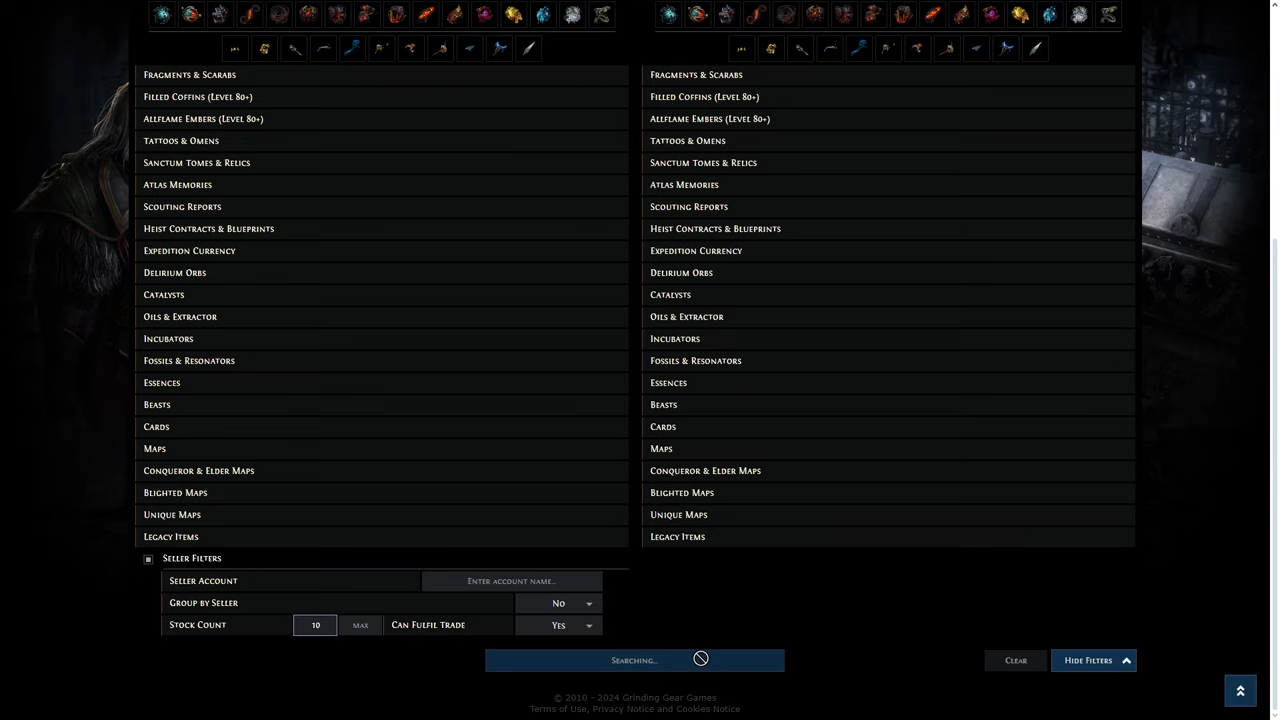 Fragments & Scarabs Fragments & Scarabs
Filled Coffins (Level 80+) Filled Coffins (Level 80+)
Allflame Embers (Level 80+) Allflame Embers (Level 80+)
Tattoos & Omens Tattoos & Omens
Sanctum Tomes & Relics Sanctum Tomes & Relics
Atlas Memories Atlas Memories
Scouting Reports Scouting Reports
Heist Contracts & Blueprints Heist Contracts & Blueprints
Expedition Currency Expedition Currency
Delirium Orbs Delirium Orbs
Catalysts Catalysts
Oils & Extractor Oils & Extractor
Incubators Incubators
Fossils & Resonators Fossils & Resonators
Essences Essences
Beasts Beasts
Cards Cards
Maps Maps
Conqueror & Elder Maps Conqueror & Elder Maps
Blighted Maps Blighted Maps
Unique Maps Unique Maps
Legacy Items Legacy Items
Seller Filters
Seller Account Enter account name...
Group by Seller No
Stock Count 10 MAX Can Fulfil Trade Yes
Searching... Clear Hide Filters
© 2010 - 2024 Grinding Gear Games
Terms of Use, Privacy Notice and Cookies Notice